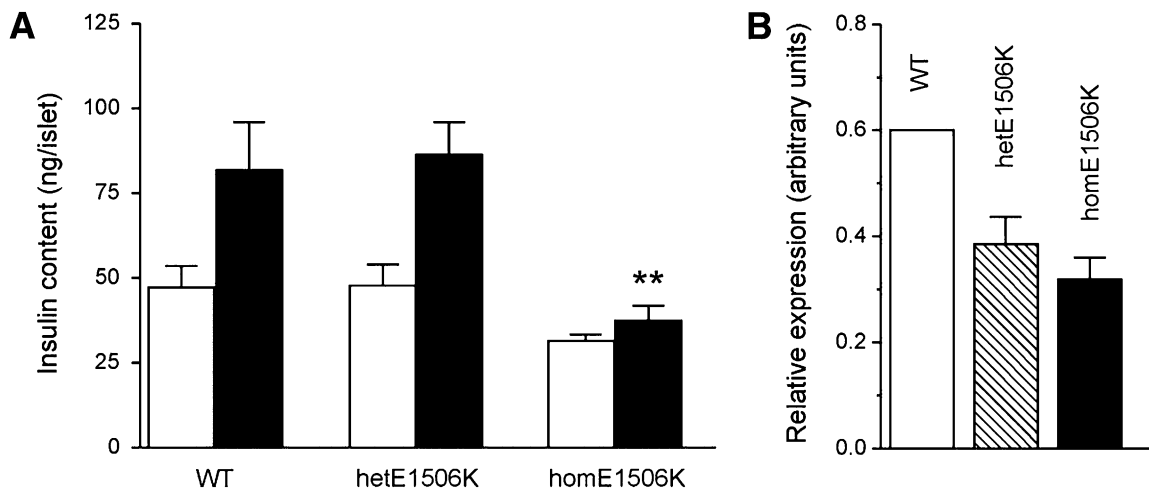 A
Insulin content (ng/islet)
125
100
75
50
25
0
**
WT
hetE1506K
homE1506K
B
Relative expression (arbitrary units)
0.8
0.6
0.4
0.2
0.0
WT
hetE1506K
homE1506K